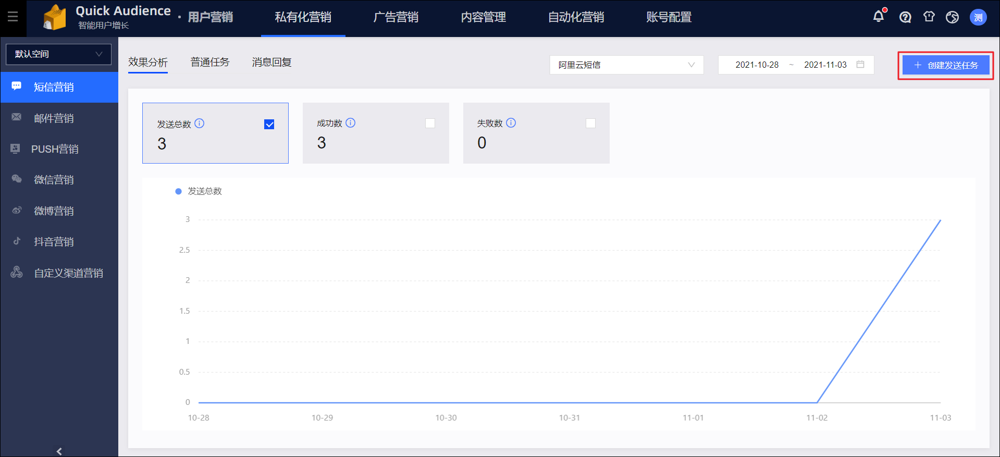 Quick Audience
智能用户增长
· 用户营销
私有化营销
广告营销
内容管理
自动化营销
账号配置
测
默认空间
短信营销
邮件营销
PUSH营销
微信营销
微博营销
抖音营销
自定义渠道营销
效果分析
普通任务
消息回复
阿里云短信
2021-10-28 ~ 2021-11-03
+ 创建发送任务
发送总数
3
成功数
3
失败数
0
发送总数
3
2.5
2
1.5
1
0.5
0
10-28 10-29 10-30 10-31 11-01 11-02 11-03